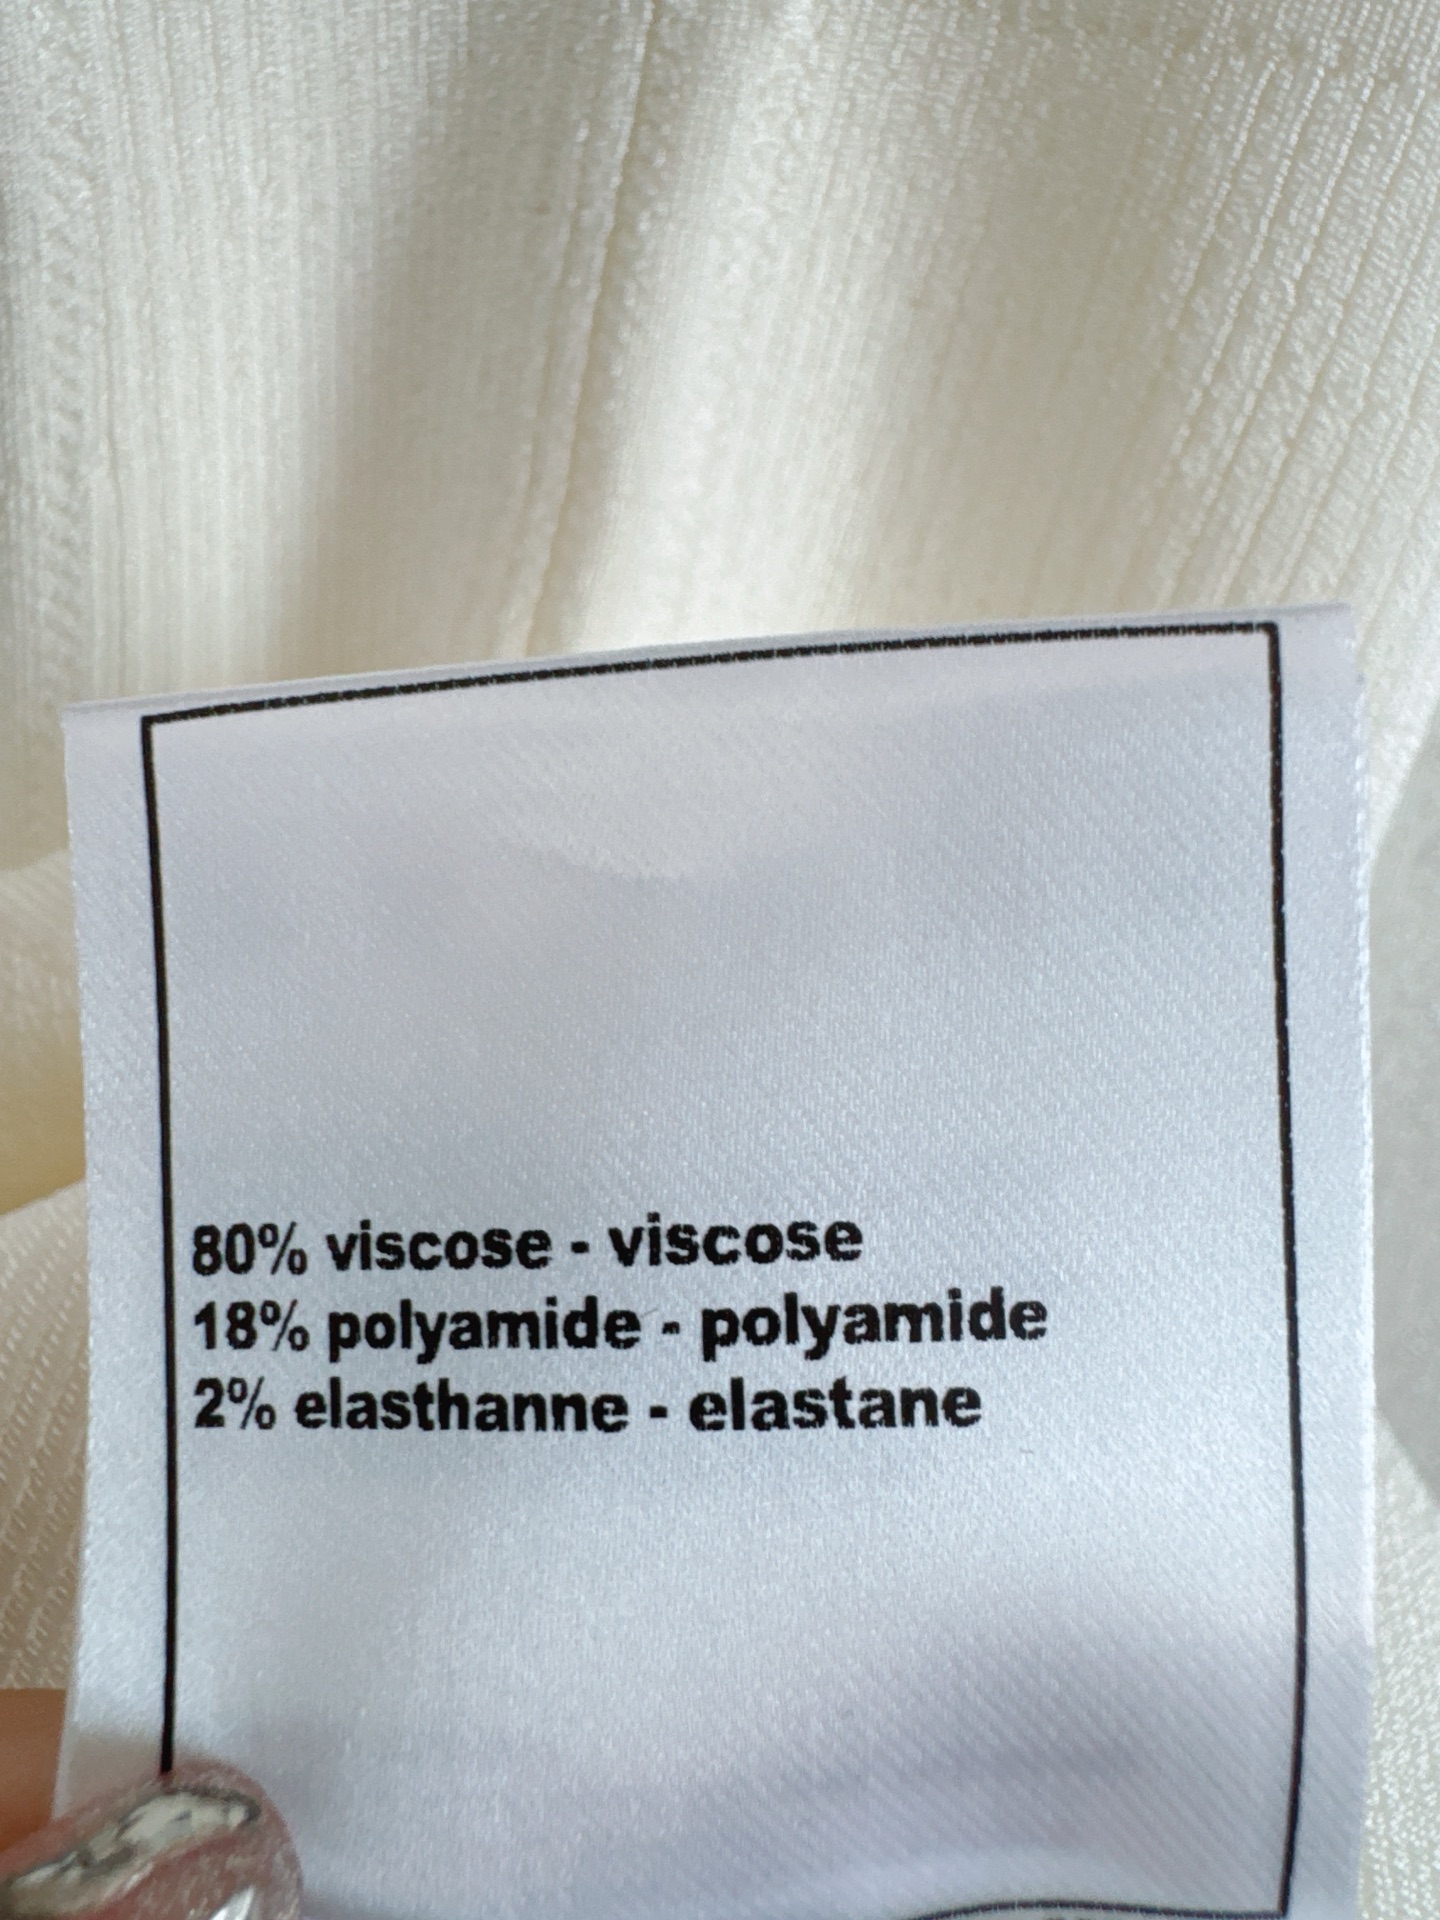 80% viscose - viscose
18% polyamide - polyamide
2% elasthanne - elastane